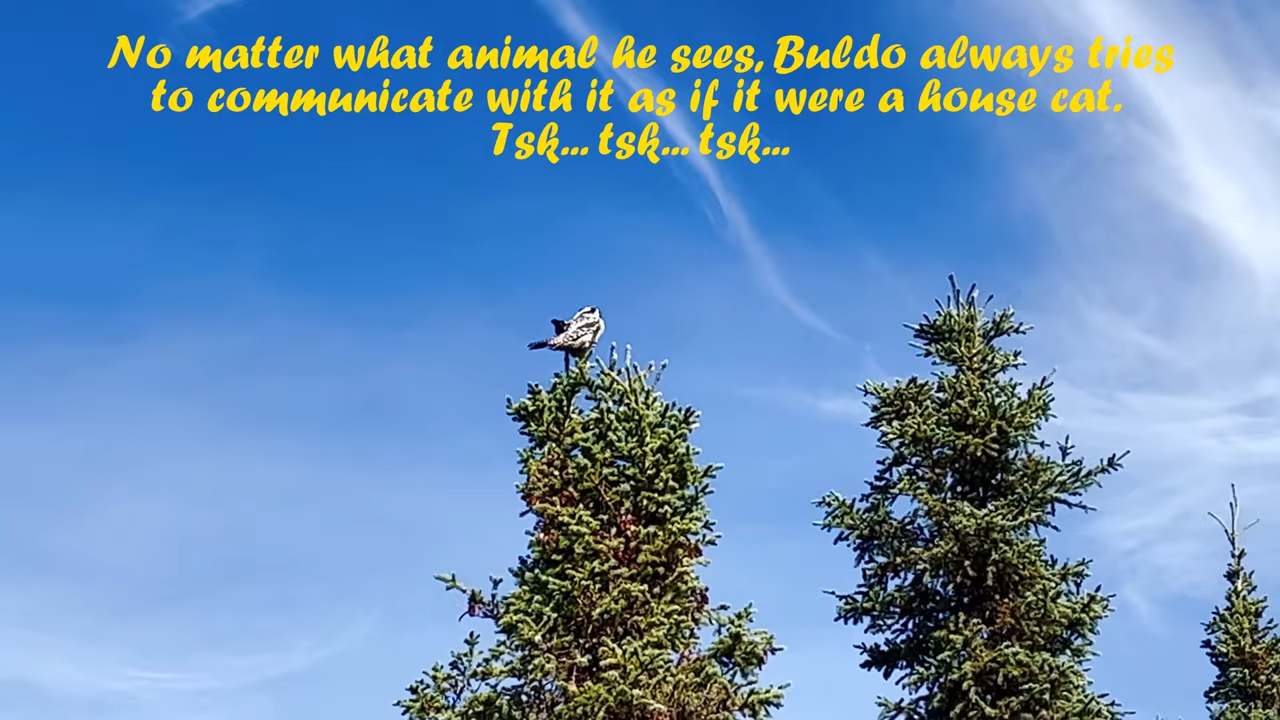 No matter what animal he sees, Buldo always tries
to communicate with it as if it were a house cat.
Tsk... tsk... tsk...